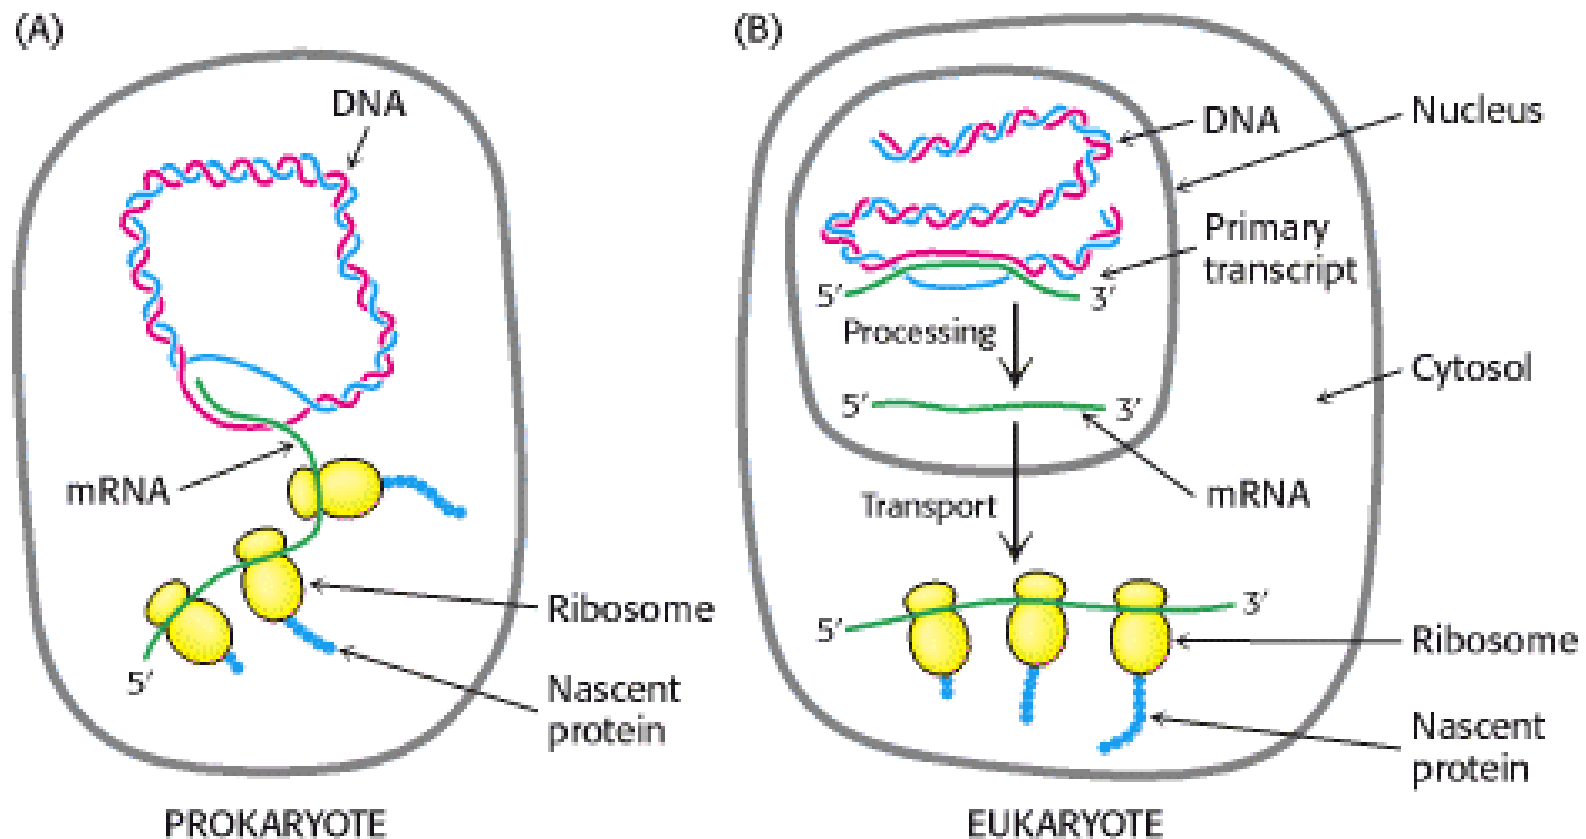 (A)
DNA
mRNA
Ribosome
5′
Nascent
protein
PROKARYOTE
(B)
DNA
Nucleus
Primary
transcript
5′
3′
Processing
Cytosol
5′
3′
mRNA
Transport
3′
5′
Ribosome
Nascent
protein
EUKARYOTE